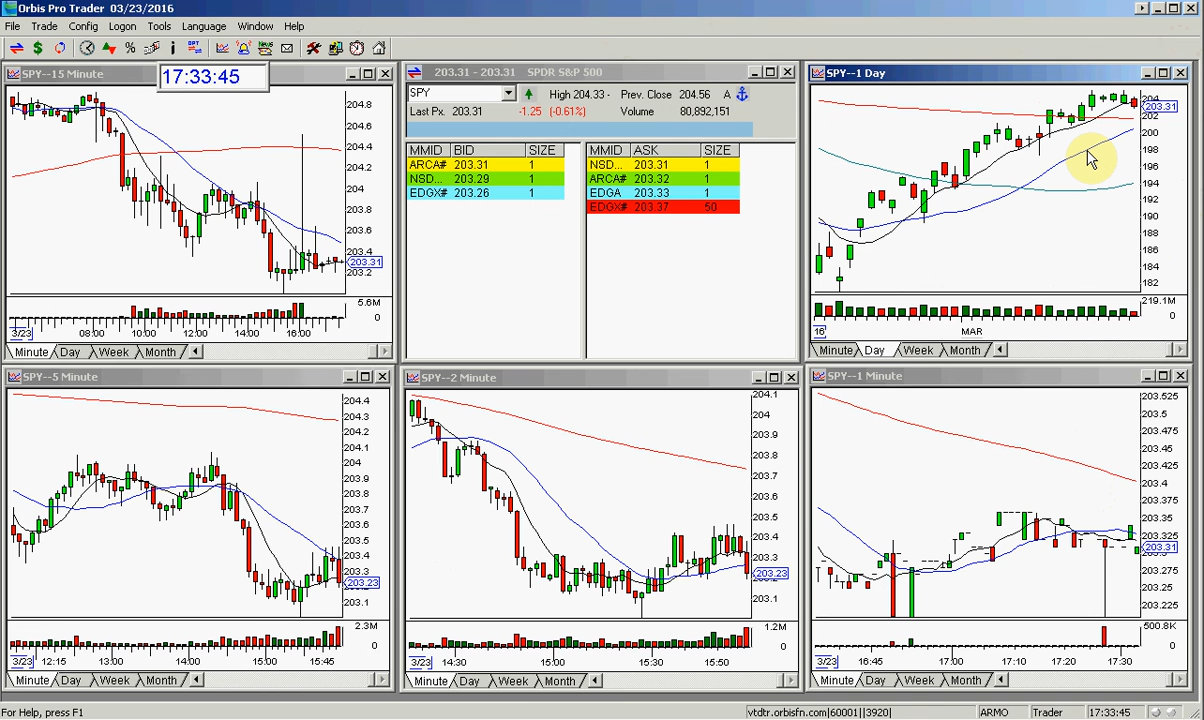 Orbis Pro Trader 03/23/2016
File Trade Config Logon Tools Language Window Help
SPY--15 Minute
17:33:45
204.8
204.6
204.4
204.2
204
203.8
203.6
203.4
203.31
203.2
5.6M
0
3/23 08:00 10:00 12:00 14:00 16:00
Minute Day Week Month
203.31 - 203.31 SPDR S&P 500
SPY High 204.33 - Prev. Close 204.56 A
Last Px. 203.31 -1.25 (-0.61%) Volume 80,892,151
MMID BID SIZE
ARCA# 203.31 1
NSD... 203.29 1
EDGX# 203.26 1
MMID ASK SIZE
NSD... 203.31 1
ARCA# 203.32 1
EDGA 203.33 1
EDGX# 203.37 50
SPY--1 Day
204
203.31
202
200
198
196
194
192
190
188
186
184
182
219.1M
0
16' MAR
Minute Day Week Month
SPY--5 Minute
204.4
204.3
204.2
204.1
204
203.9
203.8
203.7
203.6
203.5
203.4
203.3
203.23
203.1
2.3M
0
3/23 12:15 13:00 14:00 15:00 15:45
Minute Day Week Month
SPY--2 Minute
204.1
203.9
203.8
203.6
203.5
203.4
203.3
203.23
203.1
1.2M
0
3/23 14:30 15:00 15:30 15:50
Minute Day Week Month
SPY--1 Minute
203.525
203.5
203.475
203.45
203.425
203.4
203.375
203.35
203.325
203.31
203.275
203.25
203.225
500.8K
0
3/23 16:45 17:00 17:10 17:20 17:30
Minute Day Week Month
For Help, press F1
vtdtr.orbisfn.com|60001||3920| ARMO Trader 17:33:45